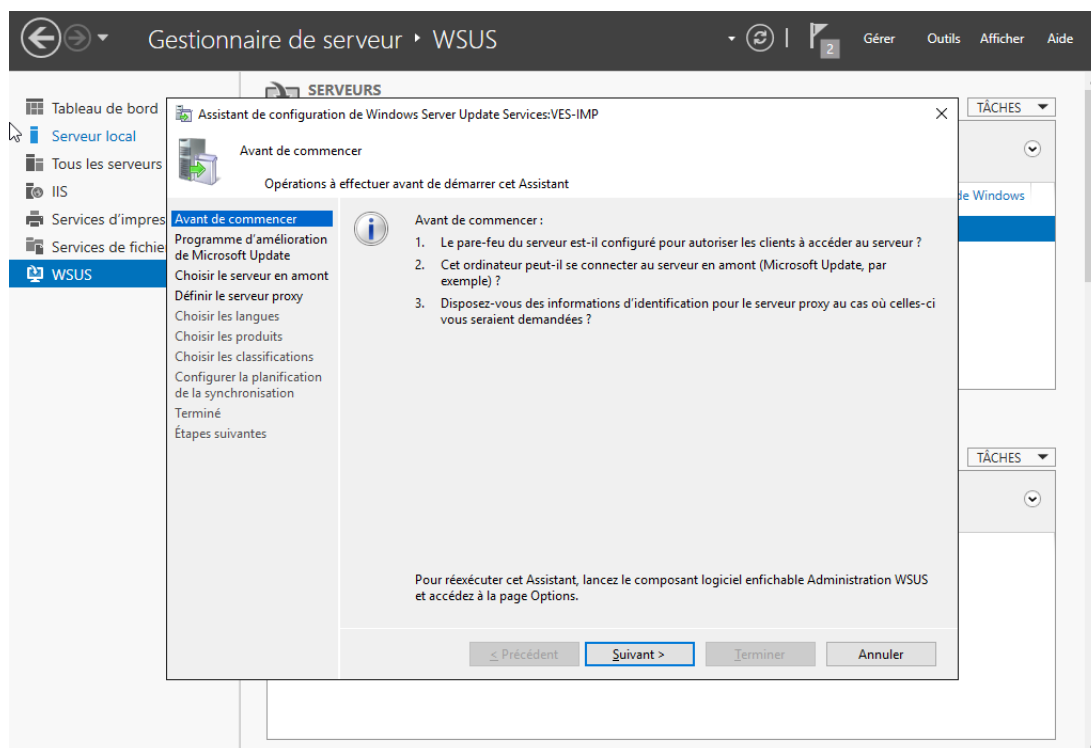 Gestionnaire de serveur ‣ WSUS
2
Gérer
Outils
Afficher
Aide
Tableau de bord
Serveur local
Tous les serveurs
IIS
Services d'impres
Services de fichie
WSUS
SERVEURS
TÂCHES
de Windows
TÂCHES
Assistant de configuration de Windows Server Update Services:VES-IMP
Avant de commencer
Opérations à effectuer avant de démarrer cet Assistant
Avant de commencer
Programme d'amélioration
de Microsoft Update
Choisir le serveur en amont
Définir le serveur proxy
Choisir les langues
Choisir les produits
Choisir les classifications
Configurer la planification
de la synchronisation
Terminé
Étapes suivantes
Avant de commencer :
1. Le pare-feu du serveur est-il configuré pour autoriser les clients à accéder au serveur ?
2. Cet ordinateur peut-il se connecter au serveur en amont (Microsoft Update, par
exemple) ?
3. Disposez-vous des informations d'identification pour le serveur proxy au cas où celles-ci
vous seraient demandées ?
Pour réexécuter cet Assistant, lancez le composant logiciel enfichable Administration WSUS
et accédez à la page Options.
< Précédent
Suivant >
Terminer
Annuler